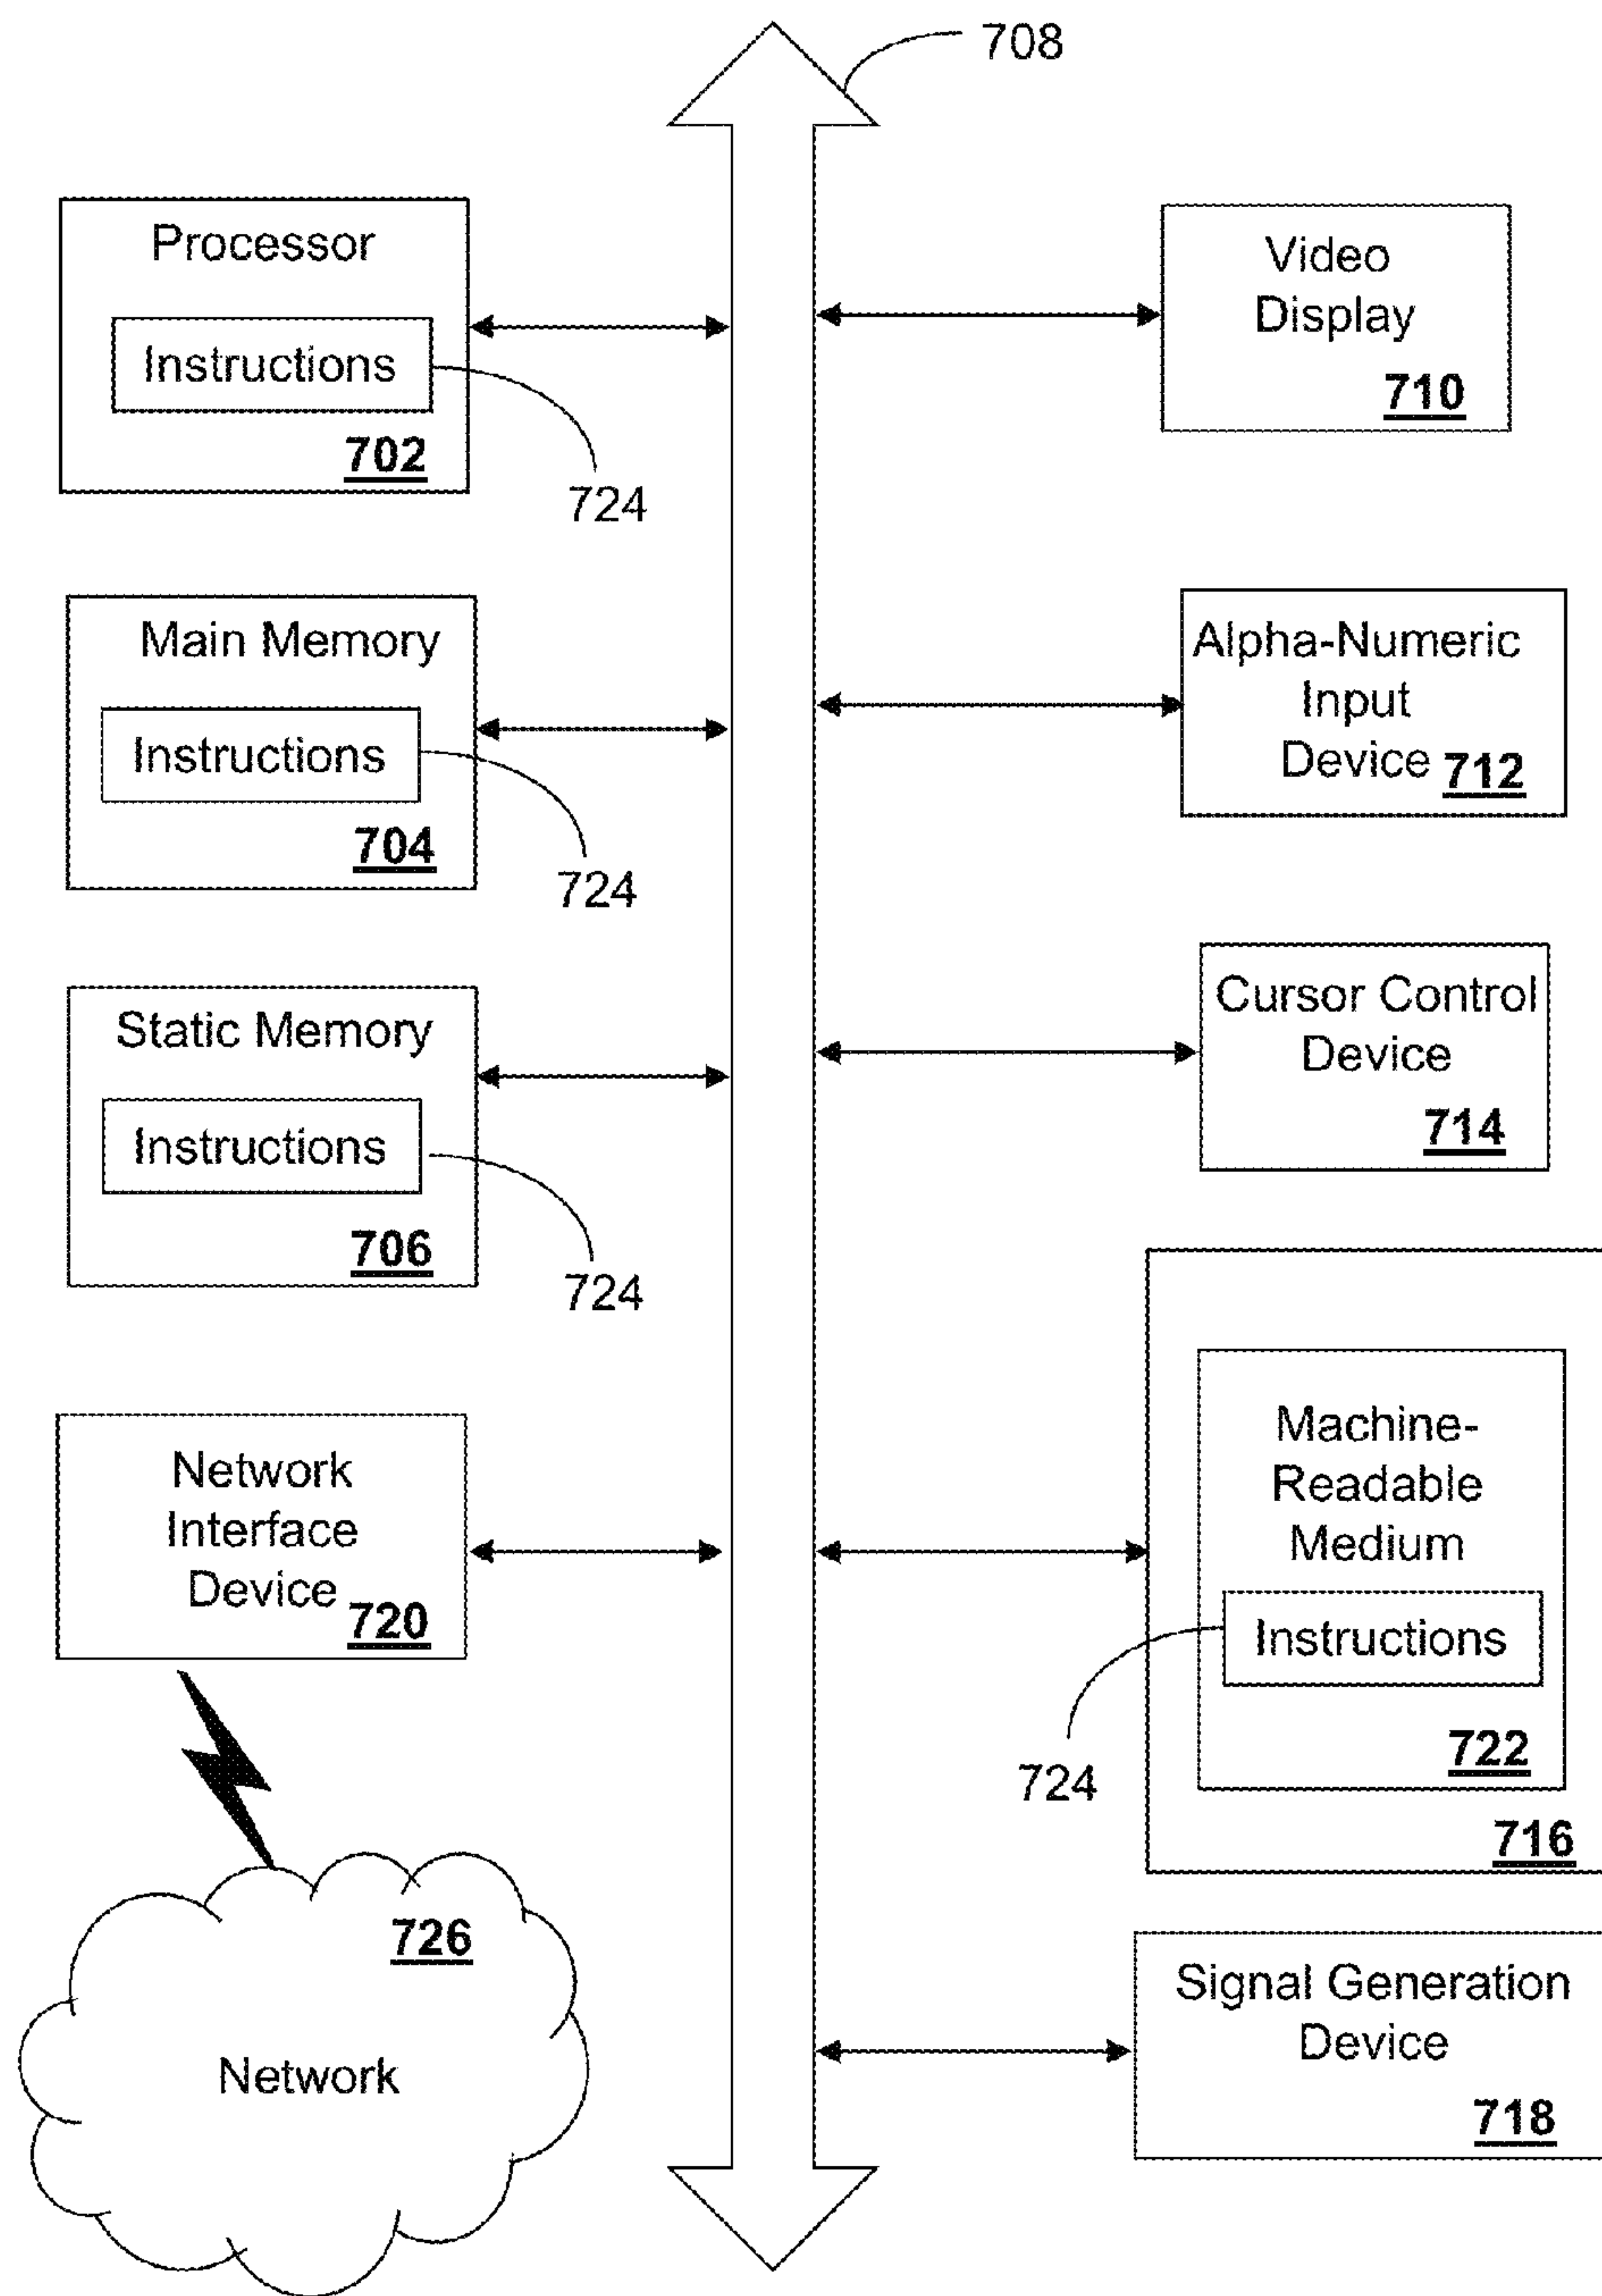 708
Processor
Instructions
702
724
Main Memory
Instructions
704
724
Static Memory
Instructions
706
724
Network
Interface
Device
720
726
Network
Video
Display
710
Alpha-Numeric
Input
Device 712
Cursor Control
Device
714
Machine-
Readable
Medium
Instructions
722
724
716
Signal Generation
Device
718